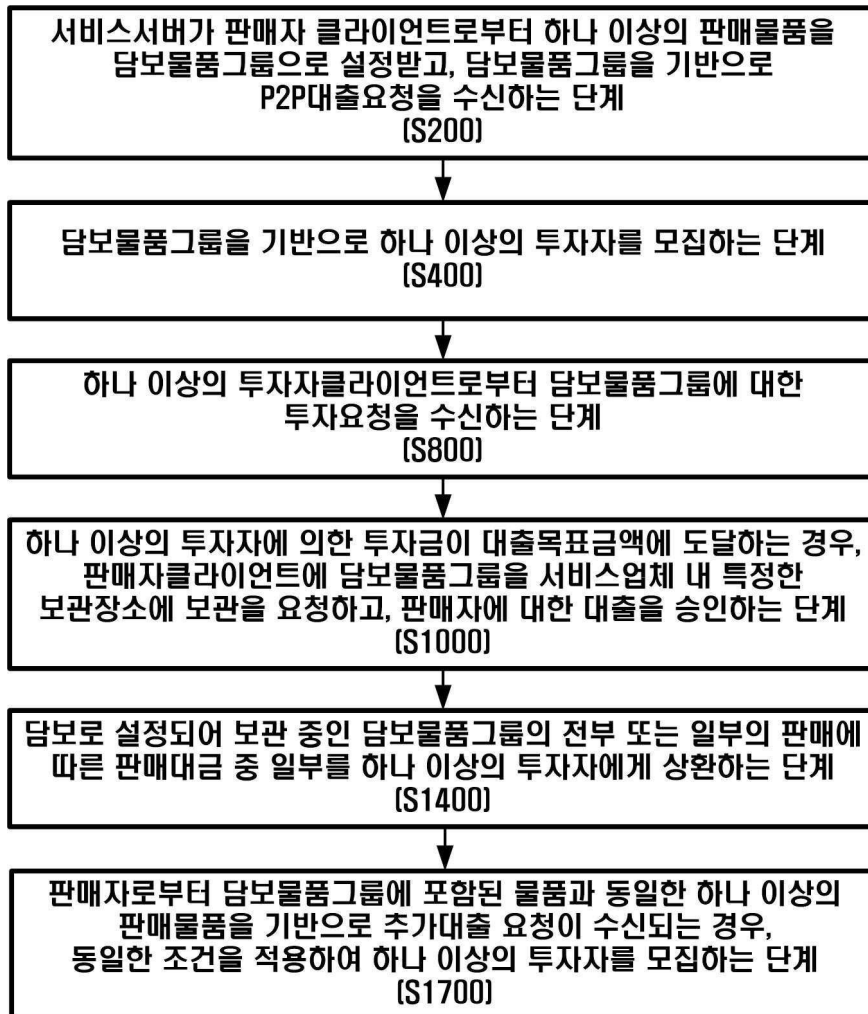 서비스서버가 판매자 클라이언트로부터 하나 이상의 판매물품을
담보물품그룹으로 설정받고, 담보물품그룹을 기반으로
P2P대출요청을 수신하는 단계
(S200)
담보물품그룹을 기반으로 하나 이상의 투자자를 모집하는 단계
(S400)
하나 이상의 투자자클라이언트로부터 담보물품그룹에 대한
투자요청을 수신하는 단계
(S800)
하나 이상의 투자자에 의한 투자금이 대출목표금액에 도달하는 경우,
판매자클라이언트에 담보물품그룹을 서비스업체 내 특정한
보관장소에 보관을 요청하고, 판매자에 대한 대출을 승인하는 단계
(S1000)
담보로 설정되어 보관 중인 담보물품그룹의 전부 또는 일부의 판매에
따른 판매대금 중 일부를 하나 이상의 투자자에게 상환하는 단계
(S1400)
판매자로부터 담보물품그룹에 포함된 물품과 동일한 하나 이상의
판매물품을 기반으로 추가대출 요청이 수신되는 경우,
동일한 조건을 적용하여 하나 이상의 투자자를 모집하는 단계
(S1700)